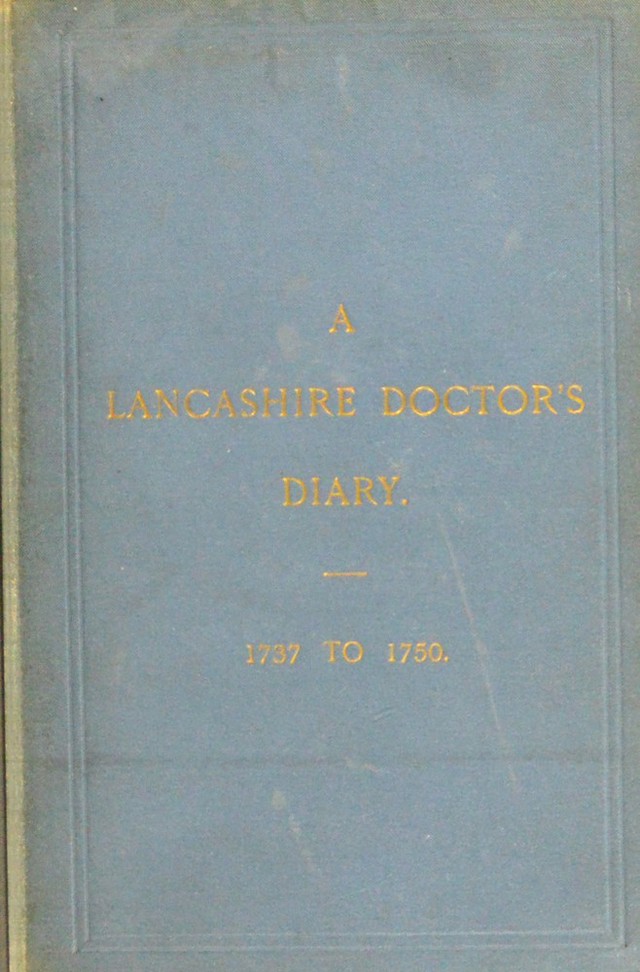 A
LANCASHIRE DOCTOR'S
DIARY.
1737 TO 1750.